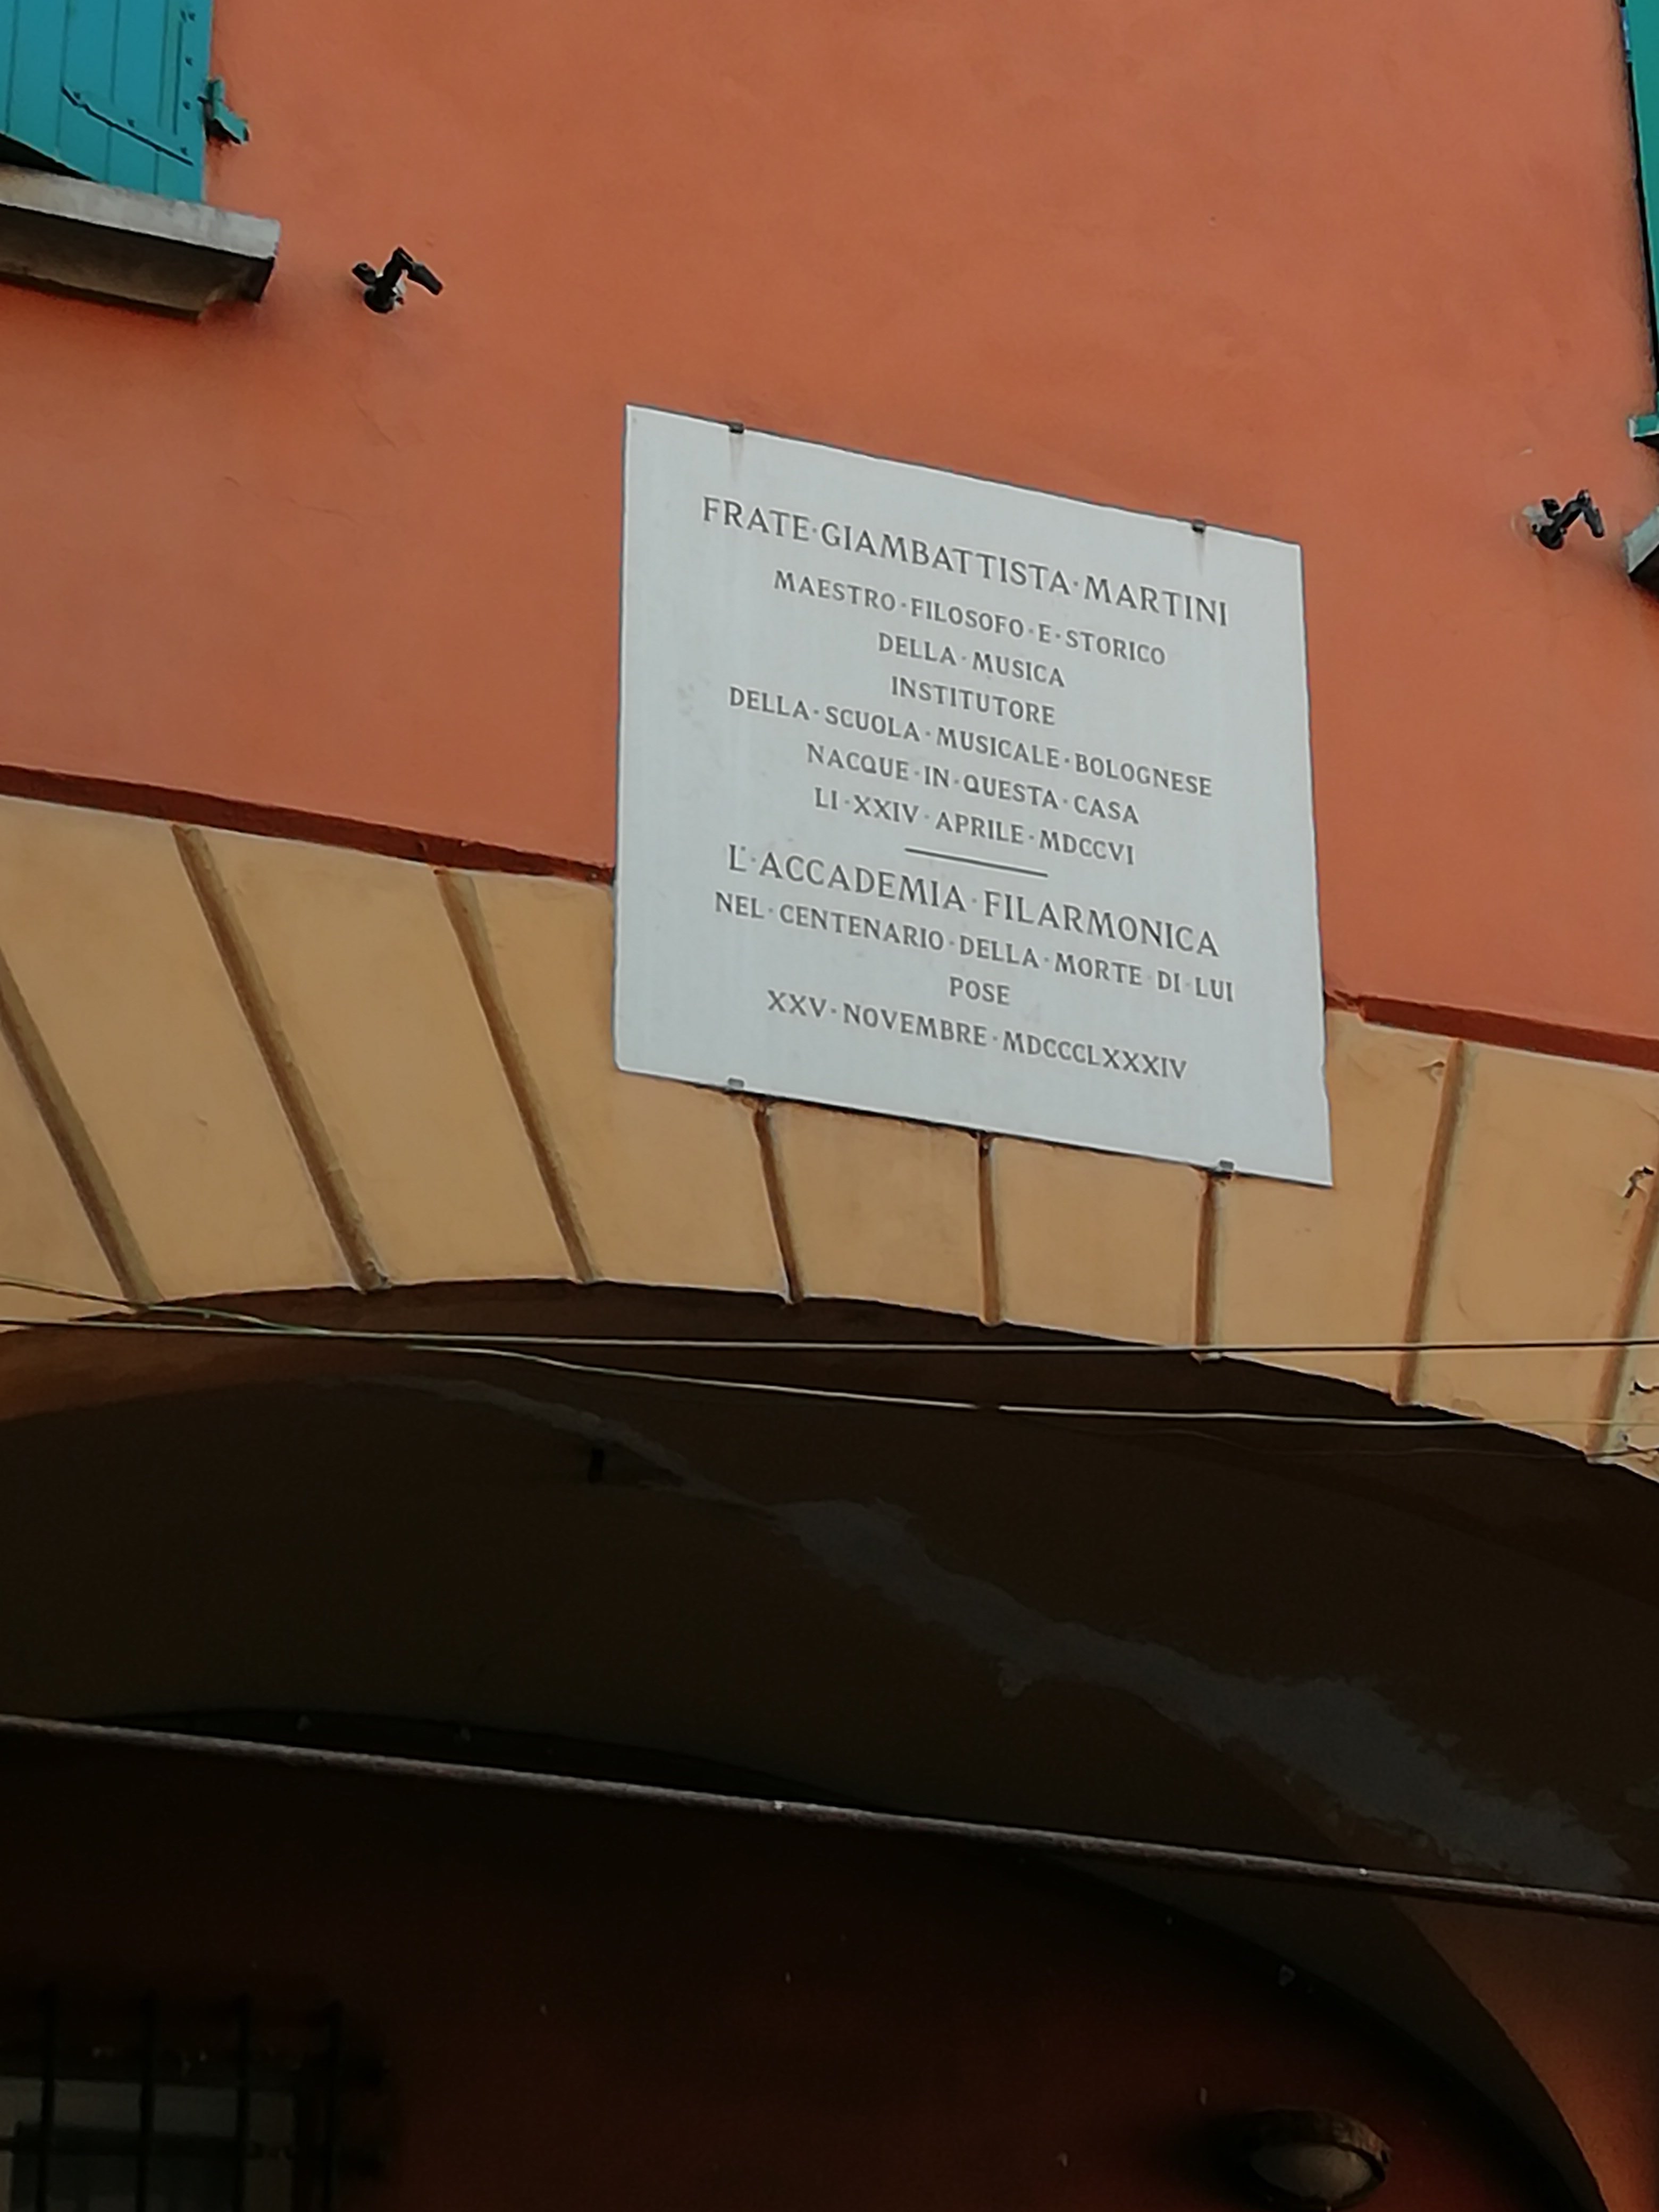 FRATE·GIAMBATTISTA·MARTINI
MAESTRO·FILOSOFO·E·STORICO
DELLA·MUSICA
INSTITUTORE
DELLA·SCUOLA·MUSICALE·BOLOGNESE
NACQUE·IN·QUESTA·CASA
LI·XXIV·APRILE·MDCCVI
L'·ACCADEMIA·FILARMONICA
NEL·CENTENARIO·DELLA·MORTE·DI·LUI
POSE
XXV·NOVEMBRE·MDCCCLXXXIV